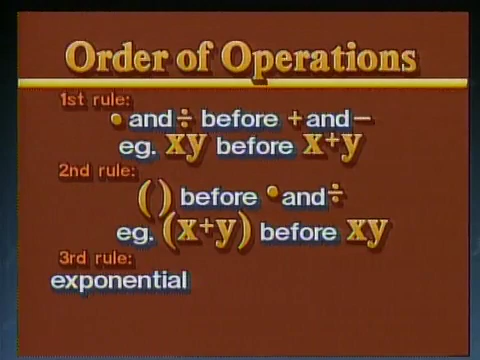 Order of Operations
1st rule:
• and ÷ before + and −
eg. xy before x+y
2nd rule:
( ) before • and ÷
eg. (x+y) before xy
3rd rule:
exponential